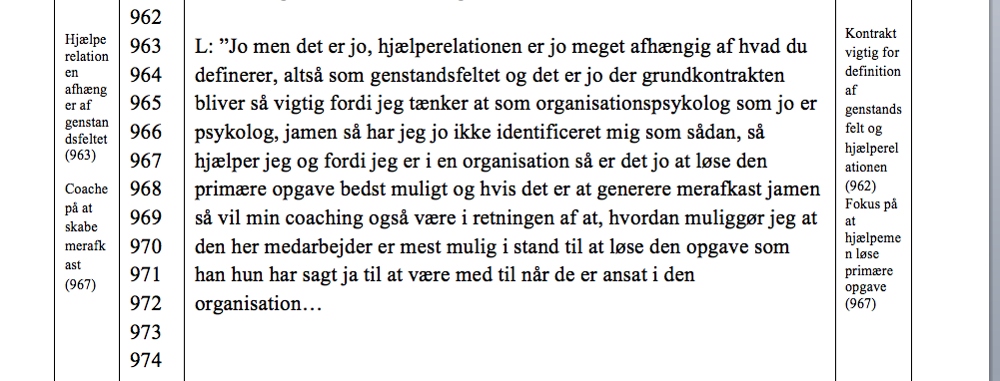 Hjælpe
relation
en
afhæng
er af
genstan
dsfeltet
(963)
Coache
på at
skabe
merafk
ast
(967)
962
963
964
965
966
967
968
969
970
971
972
973
974
L: ”Jo men det er jo, hjælperelationen er jo meget afhængig af hvad du
definerer, altså som genstandsfeltet og det er jo der grundkontrakten
bliver så vigtig fordi jeg tænker at som organisationspsykolog som jo er
psykolog, jamen så har jeg jo ikke identificeret mig som sådan, så
hjælper jeg og fordi jeg er i en organisation så er det jo at løse den
primære opgave bedst muligt og hvis det er at generere merafkast jamen
så vil min coaching også være i retningen af at, hvordan muliggør jeg at
den her medarbejder er mest mulig i stand til at løse den opgave som
han hun har sagt ja til at være med til når de er ansat i den
organisation…
Kontrakt
vigtig for
definition
af
genstands
felt og
hjælperel
ationen
(962)
Fokus på
at
hjælpeme
n løse
primære
opgave
(967)